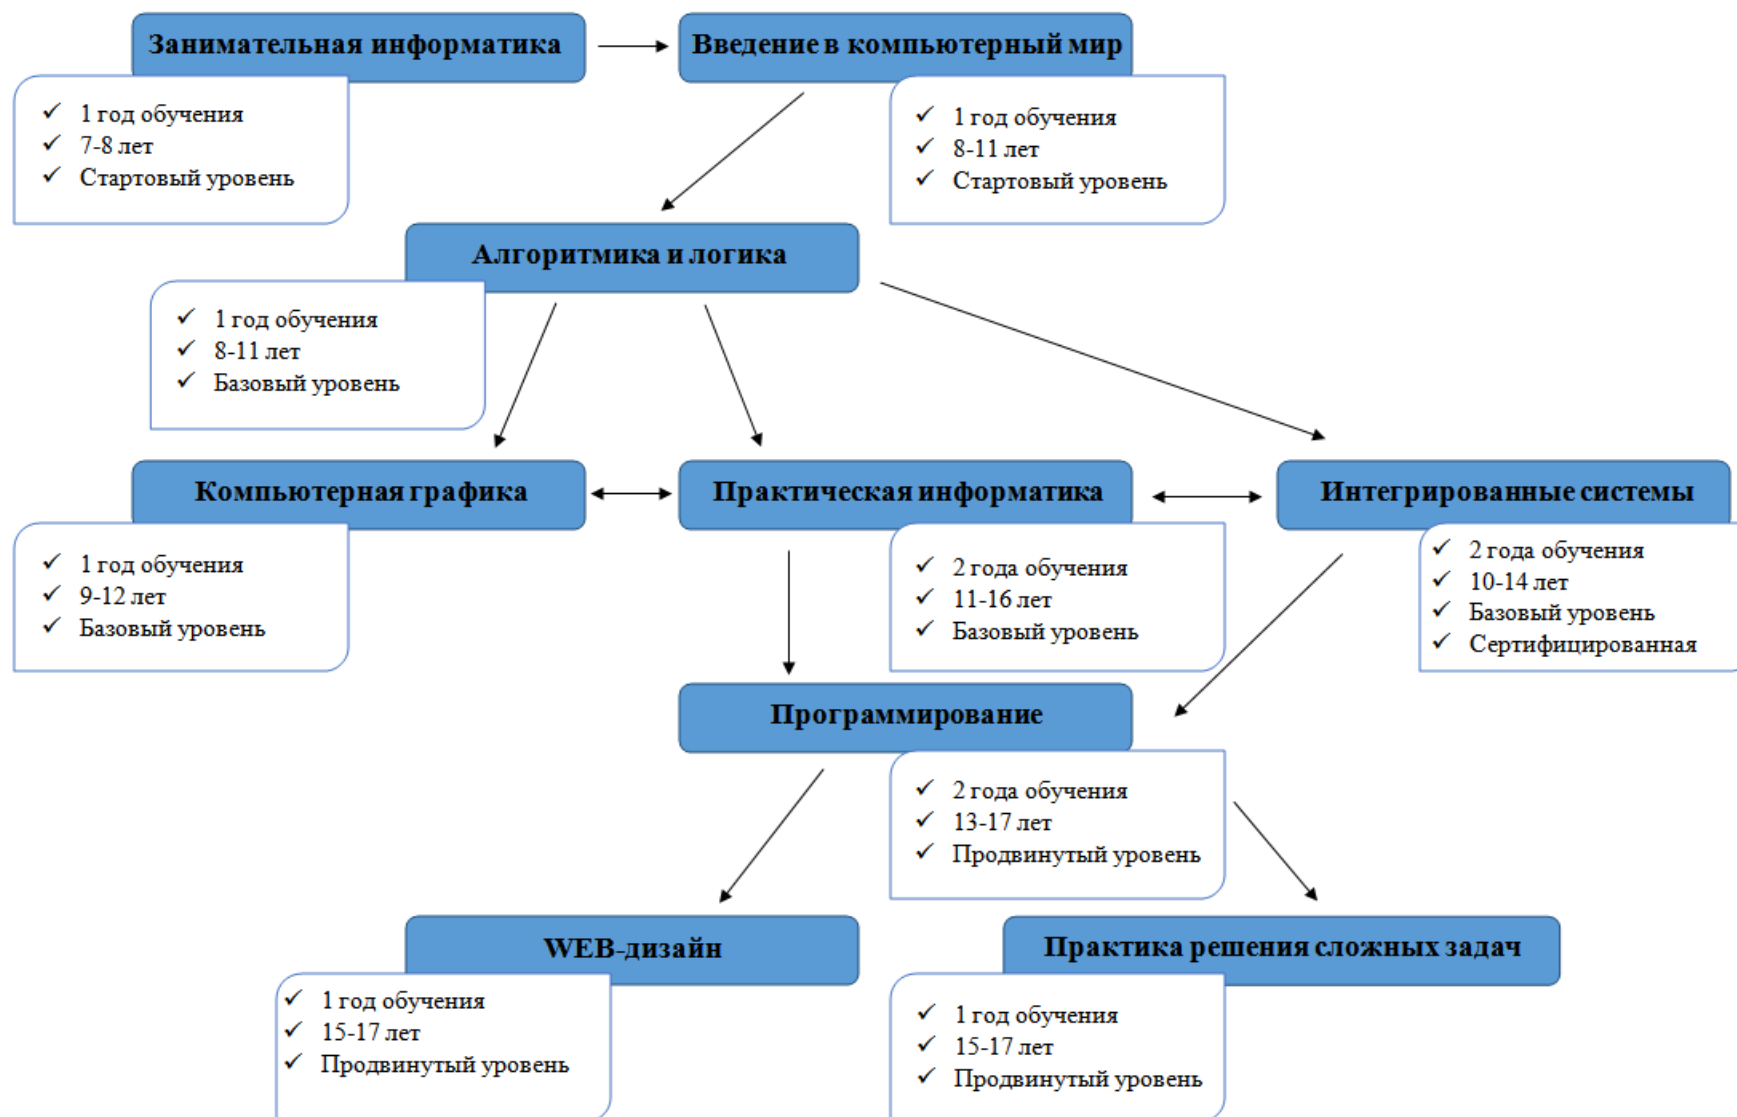 Занимательная информатика
1 год обучения
7-8 лет
Стартовый уровень
Введение в компьютерный мир
1 год обучения
8-11 лет
Стартовый уровень
Алгоритмика и логика
1 год обучения
8-11 лет
Базовый уровень
Компьютерная графика
1 год обучения
9-12 лет
Базовый уровень
Практическая информатика
2 года обучения
11-16 лет
Базовый уровень
Интегрированные системы
2 года обучения
10-14 лет
Базовый уровень
Сертифицированная
Программирование
2 года обучения
13-17 лет
Продвинутый уровень
WEB-дизайн
1 год обучения
15-17 лет
Продвинутый уровень
Практика решения сложных задач
1 год обучения
15-17 лет
Продвинутый уровень